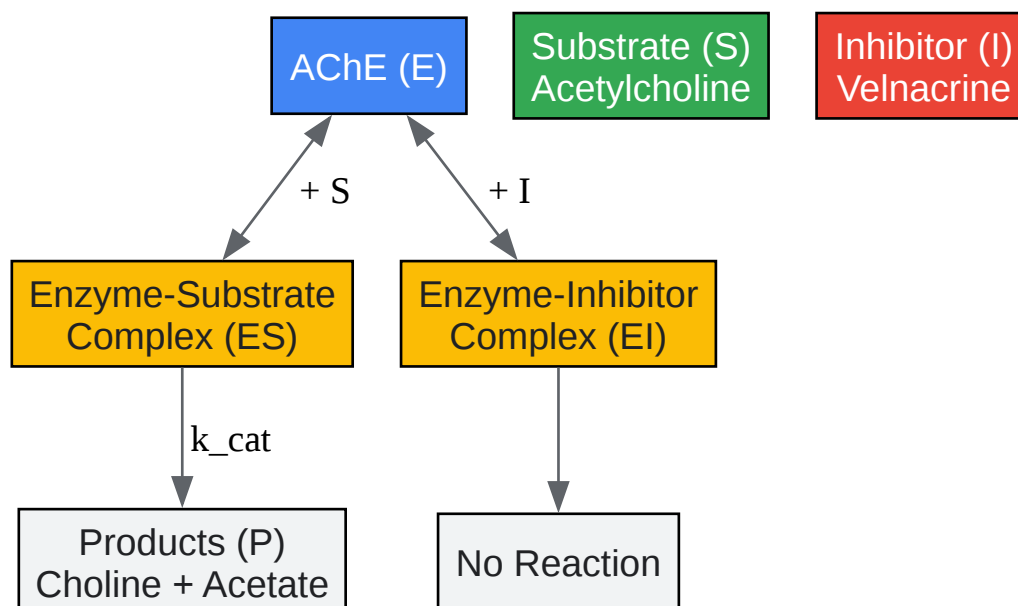 AChE (E)
Substrate (S)
Acetylcholine
Inhibitor (I)
Velnacrine
+ S
+ I
Enzyme-Substrate
Complex (ES)
Enzyme-Inhibitor
Complex (EI)
k_cat
Products (P)
Choline + Acetate
No Reaction